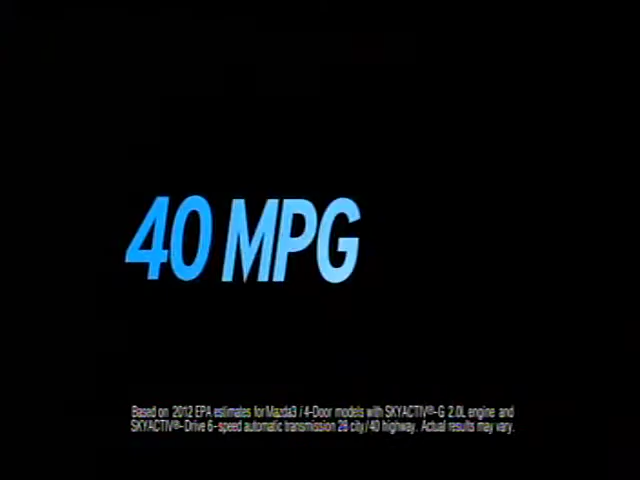 40 MPG
Based on 2012 EPA estimates for Mazda3 / 4-Door models with SKYACTIV®-G 2.0L engine and
SKYACTIV®-Drive 6-speed automatic transmission 28 city/40 highway. Actual results may vary.